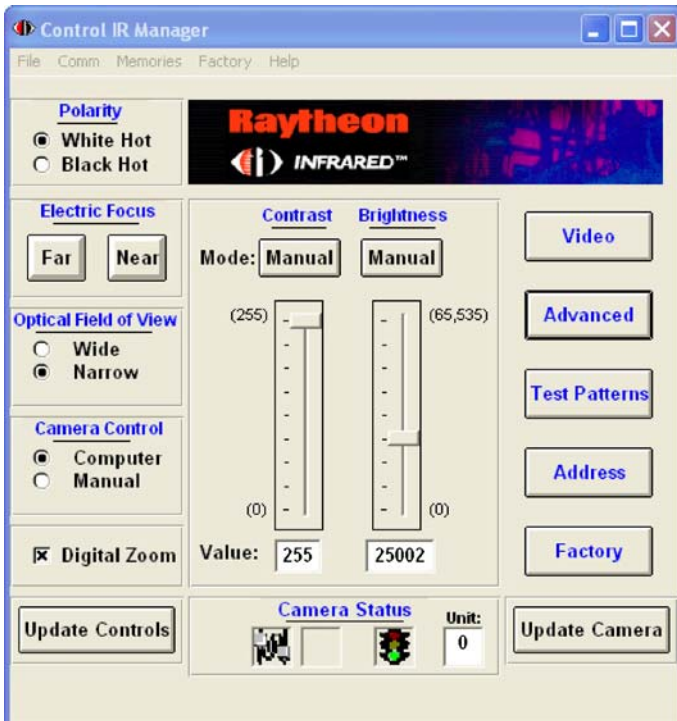 Control IR Manager
File Comm Memories Factory Help
Polarity
White Hot
Black Hot
Raytheon
INFRARED™
Electric Focus
Far Near
Optical Field of View
Wide
Narrow
Camera Control
Computer
Manual
Digital Zoom
Update Controls
Contrast Brightness
Mode: Manual Manual
(255) (65,535)
(0) (0)
Value: 255 25002
Camera Status
Unit:
0
Video
Advanced
Test Patterns
Address
Factory
Update Camera